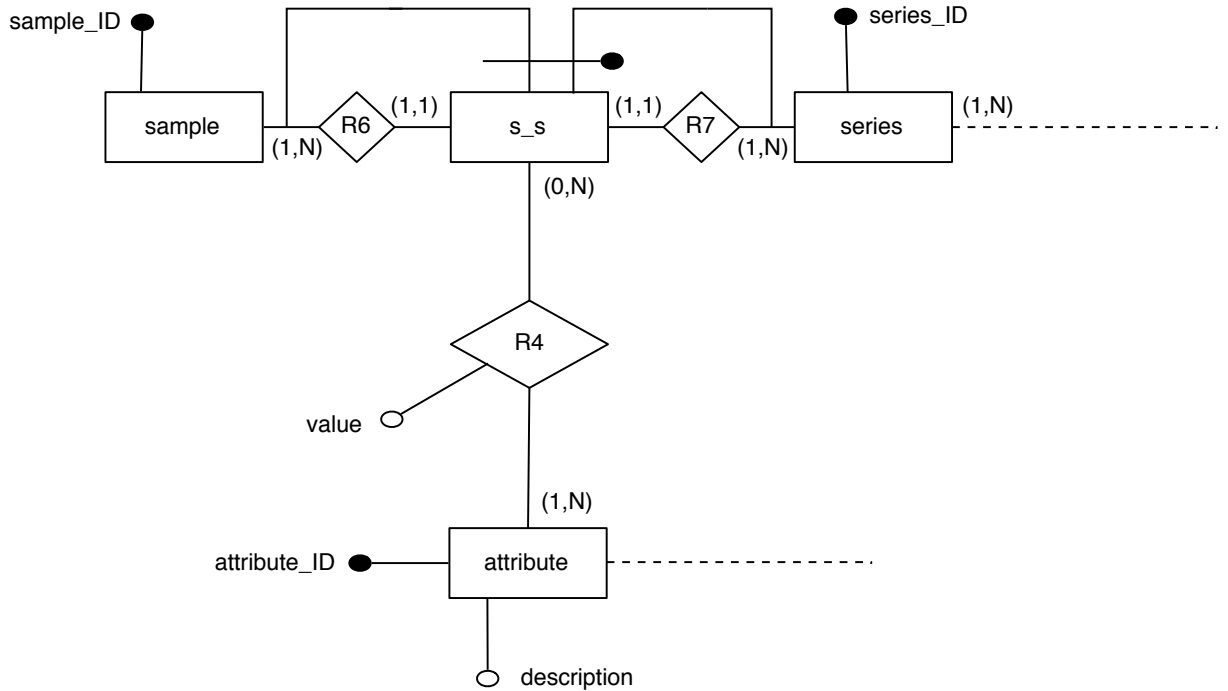 sample_ID
series_ID
(1,1)
(1,1)
(1,N)
sample
R6
s_s
R7
series
(1,N)
(1,N)
(0,N)
R4
value
(1,N)
attribute_ID
attribute
description